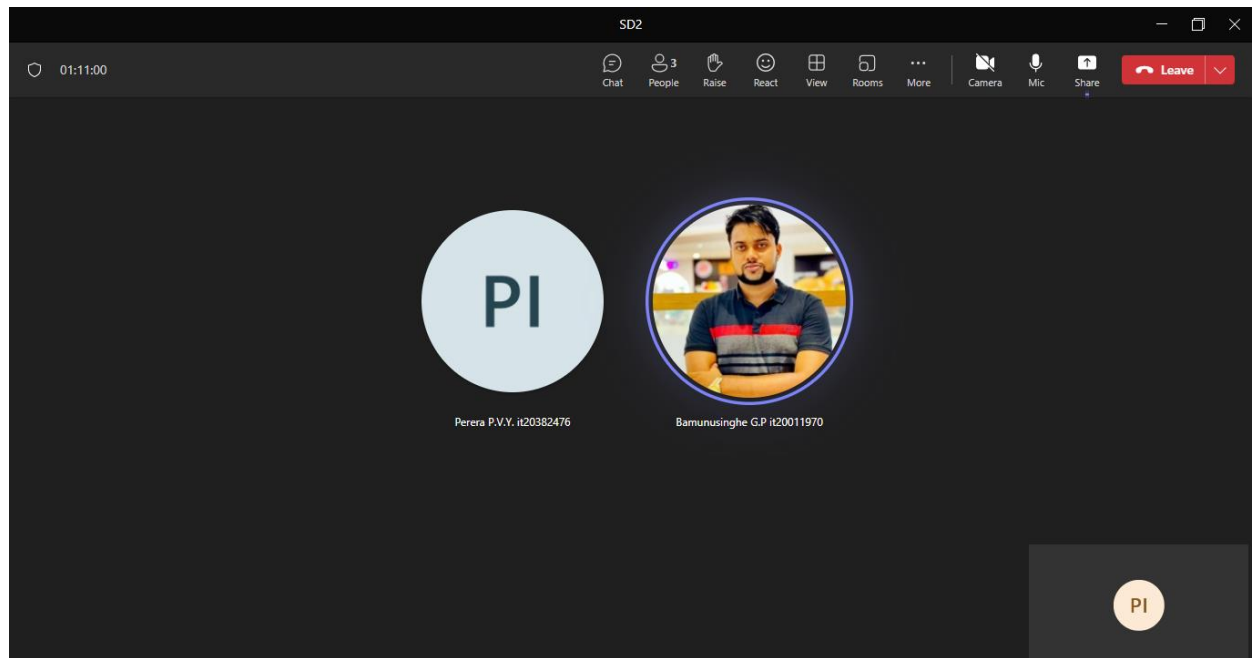 SD2
01:11:00
Chat
3
People
Raise
React
View
Rooms
More
Camera
Mic
Share
Leave
PI
Perera P.V.Y. it20382476
Bamunusinghe G.P it20011970
PI